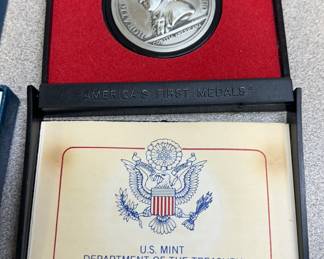 "AMERICA'S FIRST MEDALS"
U.S. MINT
DEPARTMENT OF THE TREASURY